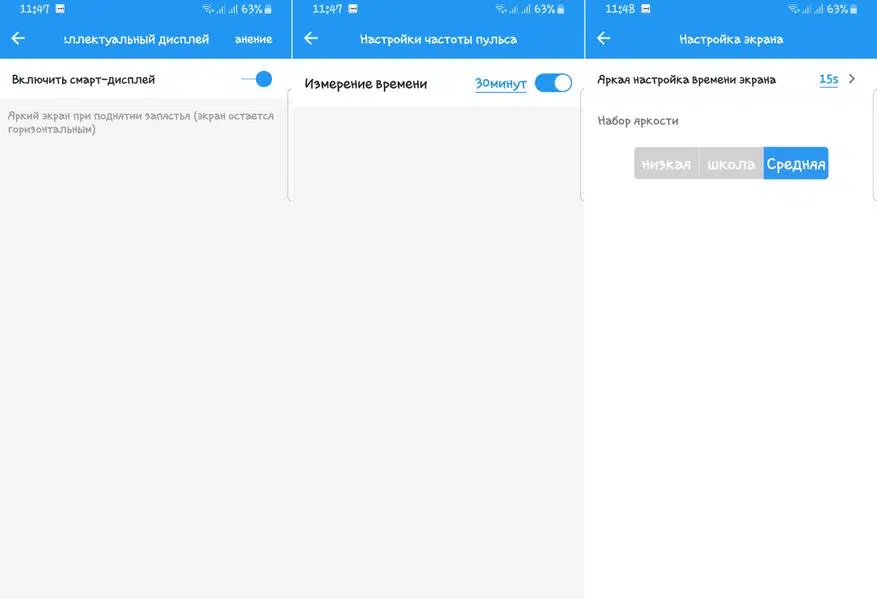 11:47 63%
ıллектуальный дисплей анение
Включить смарт-дисплей
Яркий экран при поднятии запястья (экран остается
горизонтальным)
11:47 63%
Настройки частоты пульса
Измерение времени 30минут
11:48 63%
Настройка экрана
Яркая настройка времени экрана 15s
Набор яркости
низкая школа Средняя